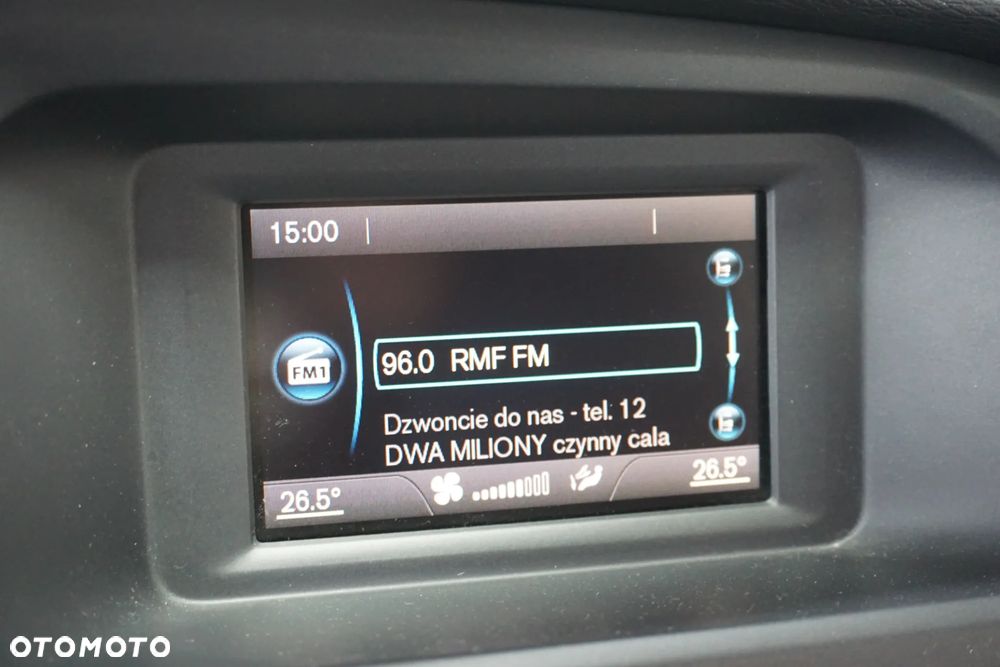 15:00
FM1
96.0 RMF FM
Dzwoncie do nas - tel. 12
DWA MILIONY czynny cala
26.5° 26.5°
OTOMOTO